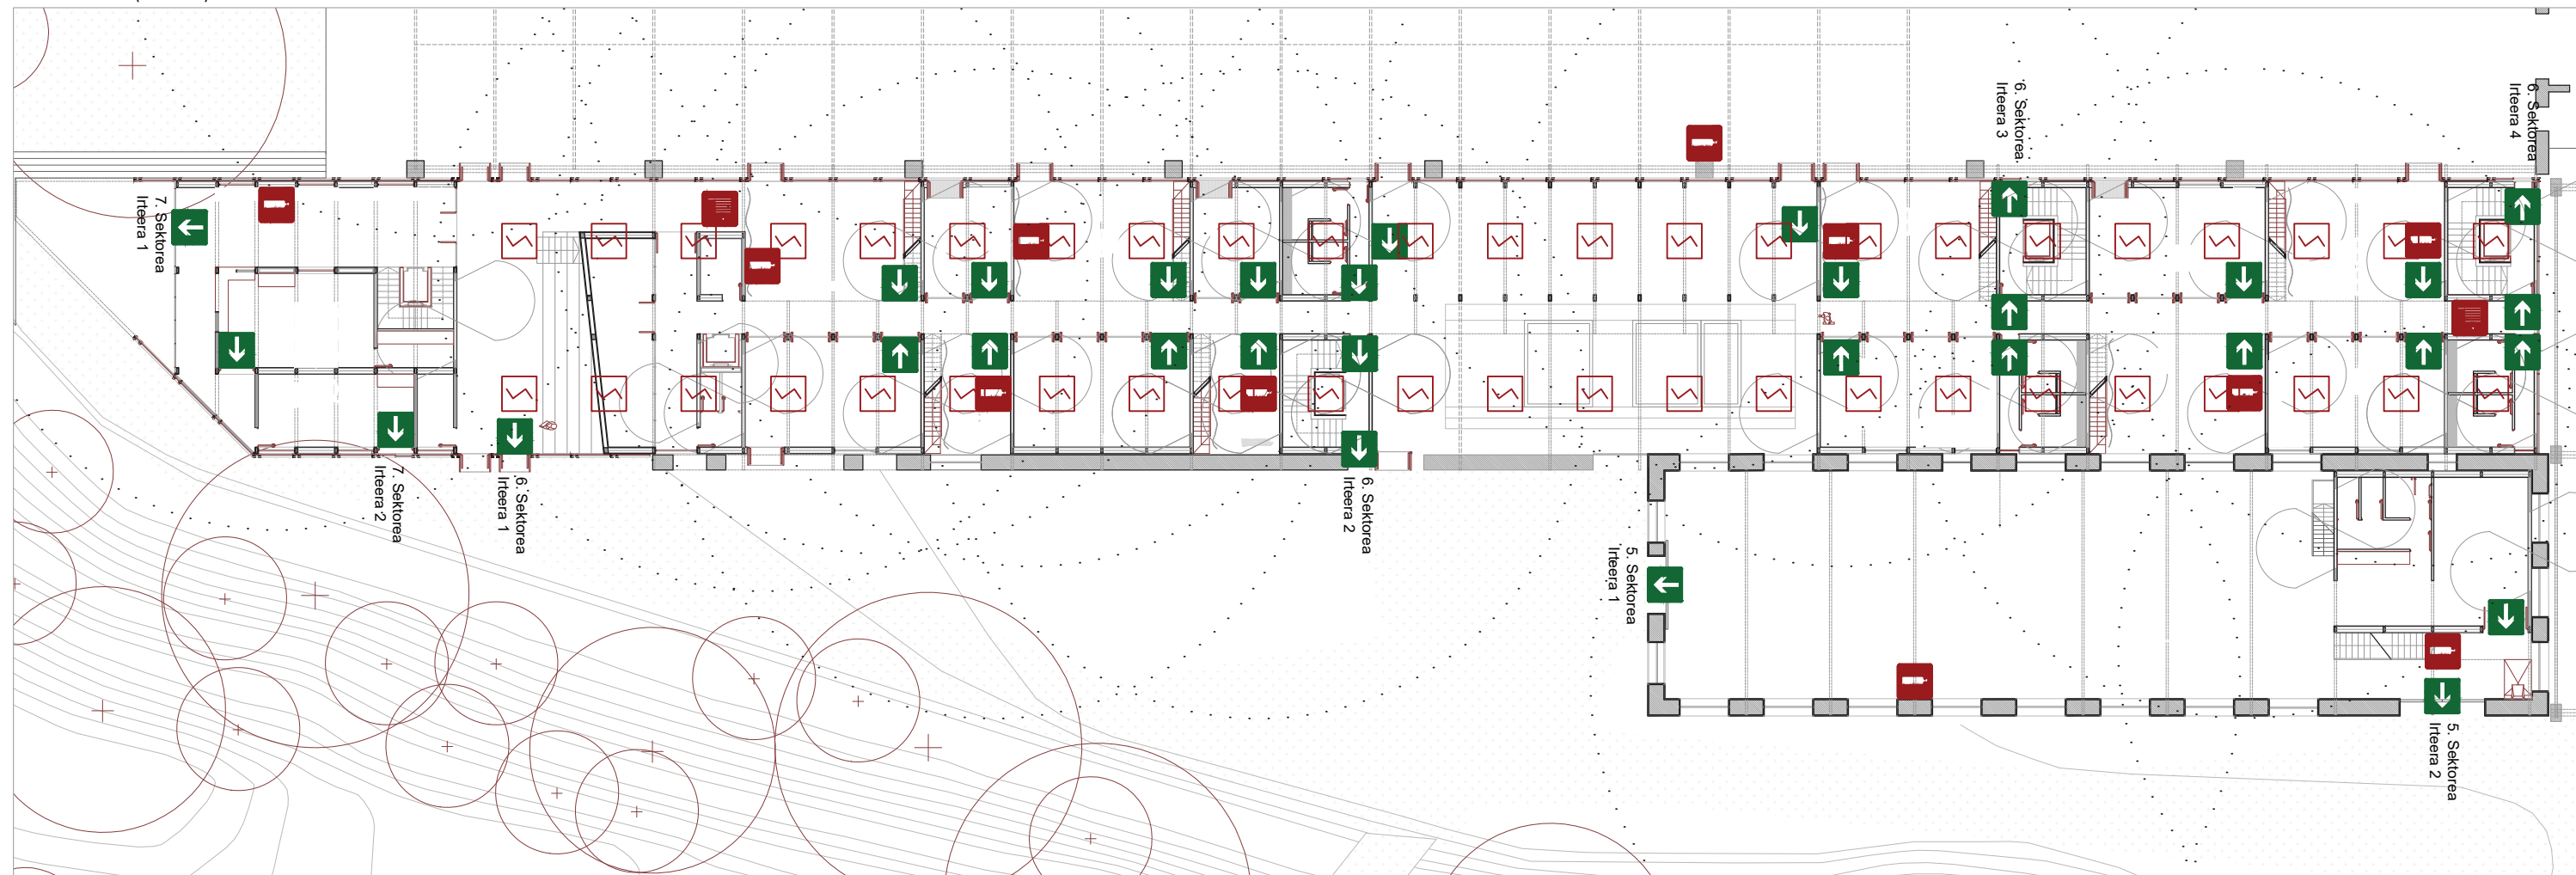 7. Sektorea
Irteera 1
7. Sektorea
Irteera 2
6. Sektorea
Irteera 1
6. Sektorea
Irteera 2
6. Sektorea
Irteera 3
6. Sektorea
Irteera 4
5. Sektorea
Irteera 1
5. Sektorea
Irteera 2